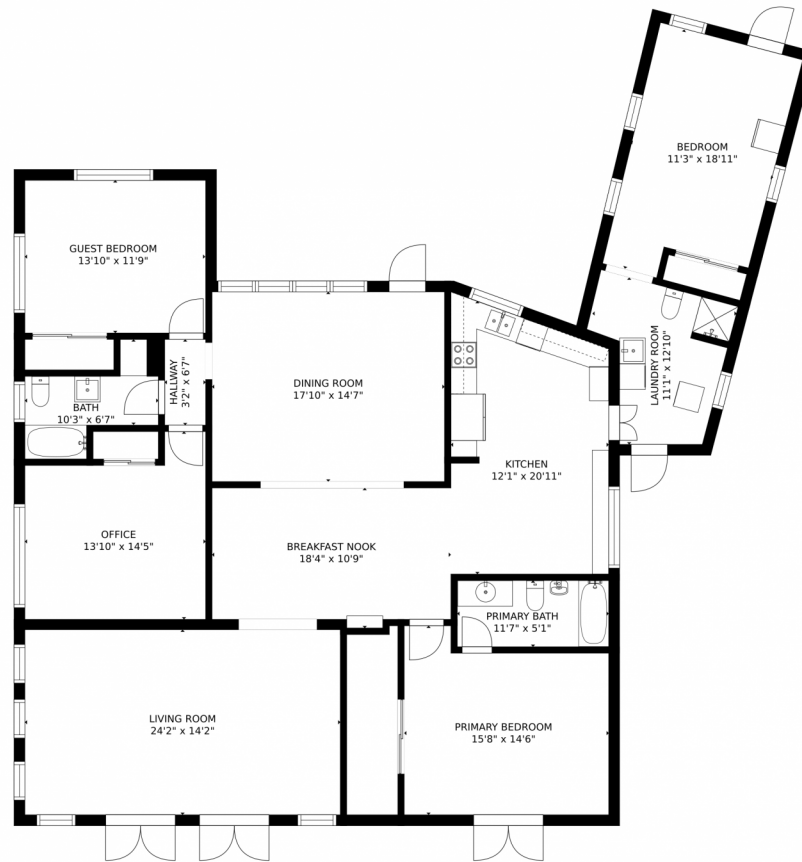 BEDROOM
11'3" x 18'11"
GUEST BEDROOM
13'10" x 11'9"
LAUNDRY ROOM
11'1" x 12'10"
HALLWAY
3'2" x 6'7"
DINING ROOM
17'10" x 14'7"
BATH
10'3" x 6'7"
KITCHEN
12'1" x 20'11"
OFFICE
13'10" x 14'5"
BREAKFAST NOOK
18'4" x 10'9"
PRIMARY BATH
11'7" x 5'1"
LIVING ROOM
24'2" x 14'2"
PRIMARY BEDROOM
15'8" x 14'6"